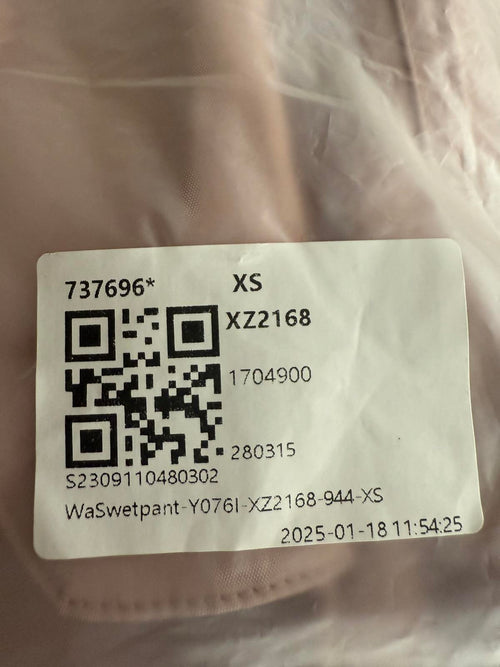 737696* XS
XZ2168
1704900
280315
S2309110480302
WaSwetpant-Y076I-XZ2168-944-XS
2025-01-18 11:54:25